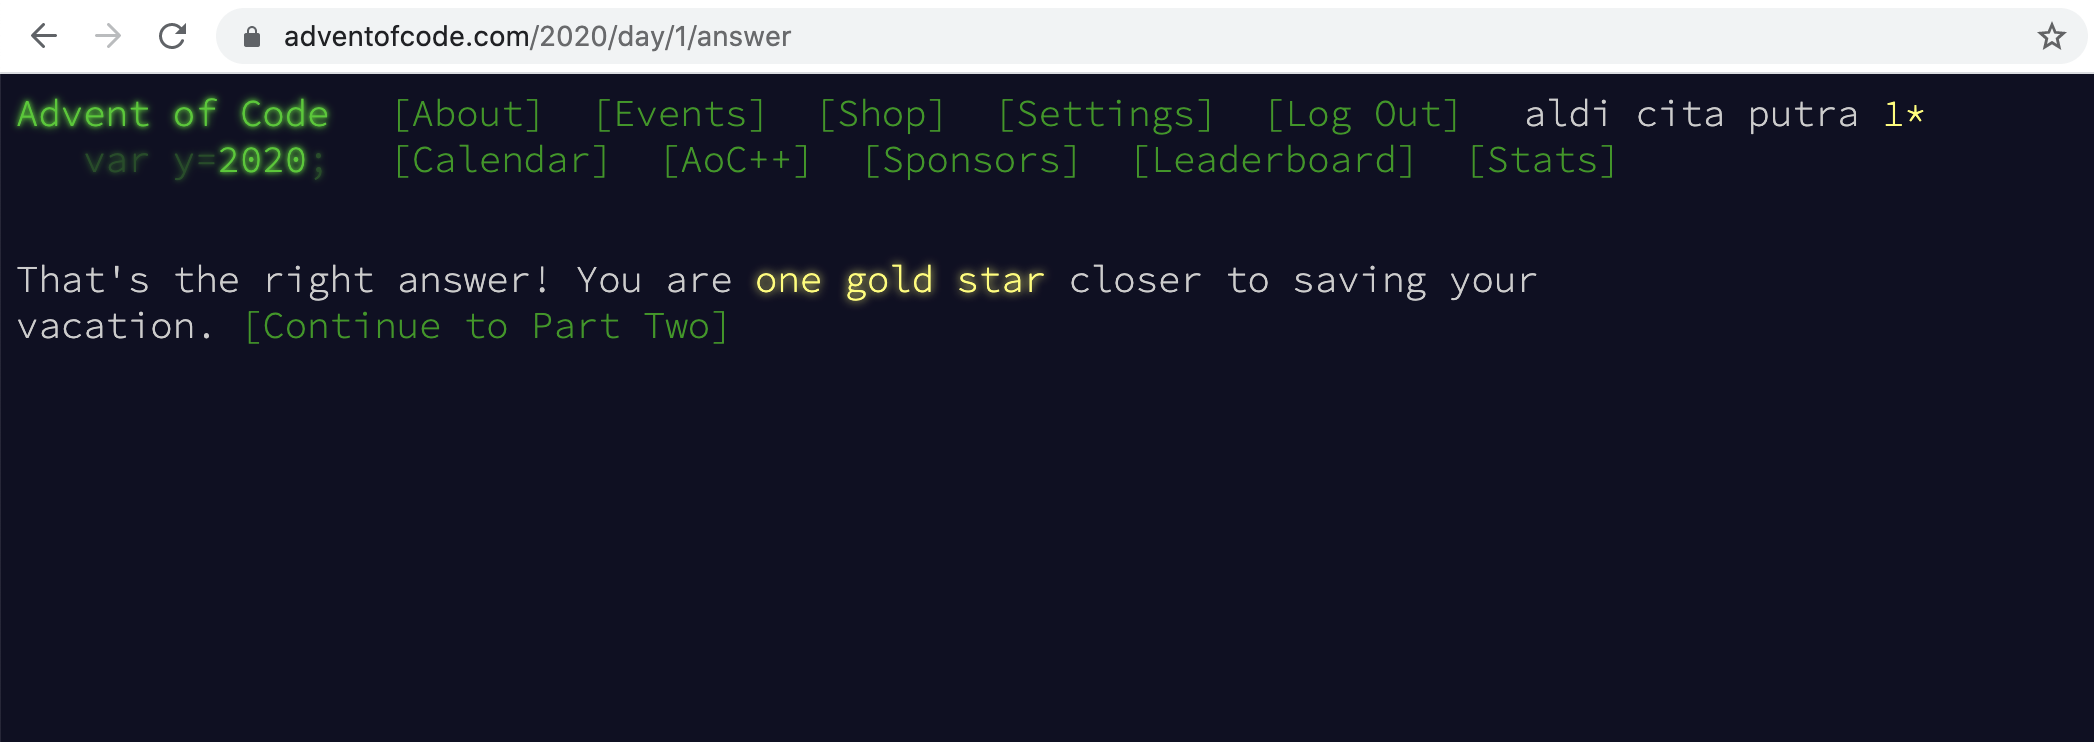 adventofcode.com/2020/day/1/answer
Advent of Code [About] [Events] [Shop] [Settings] [Log Out] aldi cita putra 1*
var y=2020; [Calendar] [AoC++] [Sponsors] [Leaderboard] [Stats]
That's the right answer! You are one gold star closer to saving your
vacation. [Continue to Part Two]